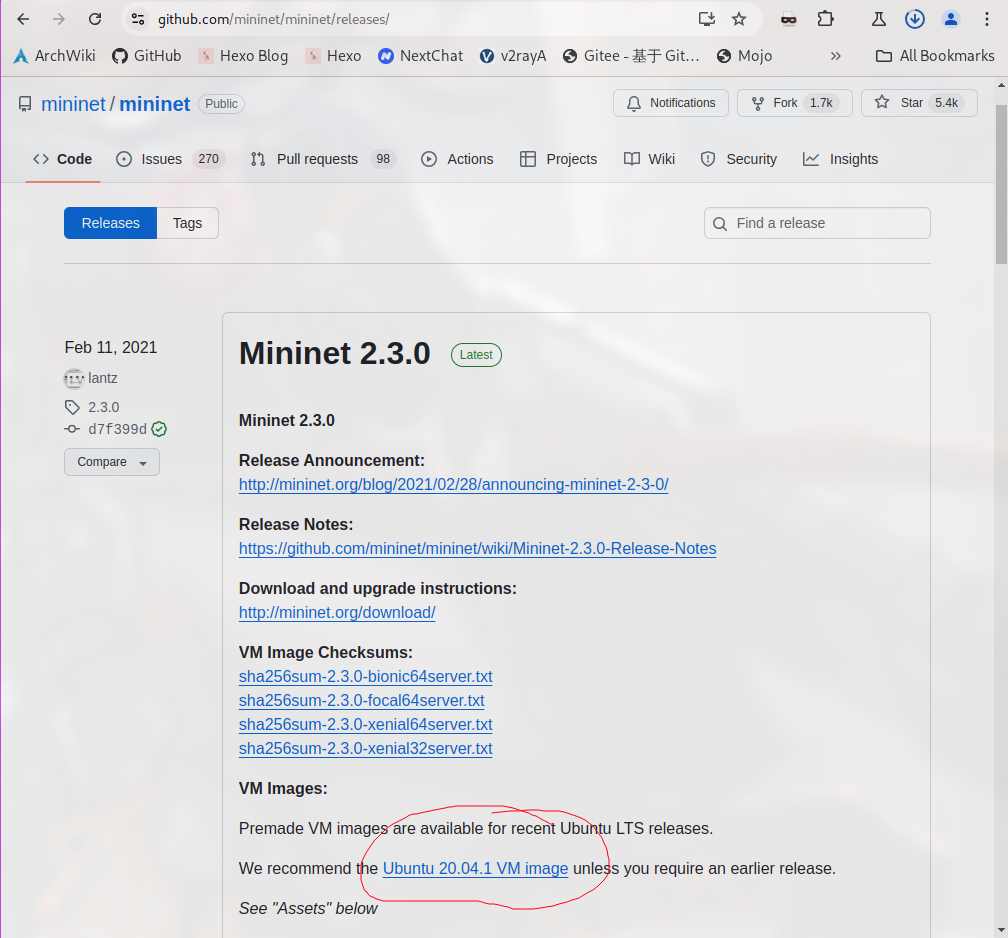 github.com/mininet/mininet/releases/
ArchWiki GitHub Hexo Blog Hexo NextChat v2rayA Gitee - 基于 Git… Mojo » All Bookmarks
mininet / mininet Public
Notifications Fork 1.7k Star 5.4k
Code Issues 270 Pull requests 98 Actions Projects Wiki Security Insights
Releases Tags Find a release
Feb 11, 2021
lantz
2.3.0
d7f399d
Compare
Mininet 2.3.0 Latest
Mininet 2.3.0
Release Announcement:
http://mininet.org/blog/2021/02/28/announcing-mininet-2-3-0/
Release Notes:
https://github.com/mininet/mininet/wiki/Mininet-2.3.0-Release-Notes
Download and upgrade instructions:
http://mininet.org/download/
VM Image Checksums:
sha256sum-2.3.0-bionic64server.txt
sha256sum-2.3.0-focal64server.txt
sha256sum-2.3.0-xenial64server.txt
sha256sum-2.3.0-xenial32server.txt
VM Images:
Premade VM images are available for recent Ubuntu LTS releases.
We recommend the Ubuntu 20.04.1 VM image unless you require an earlier release.
See "Assets" below